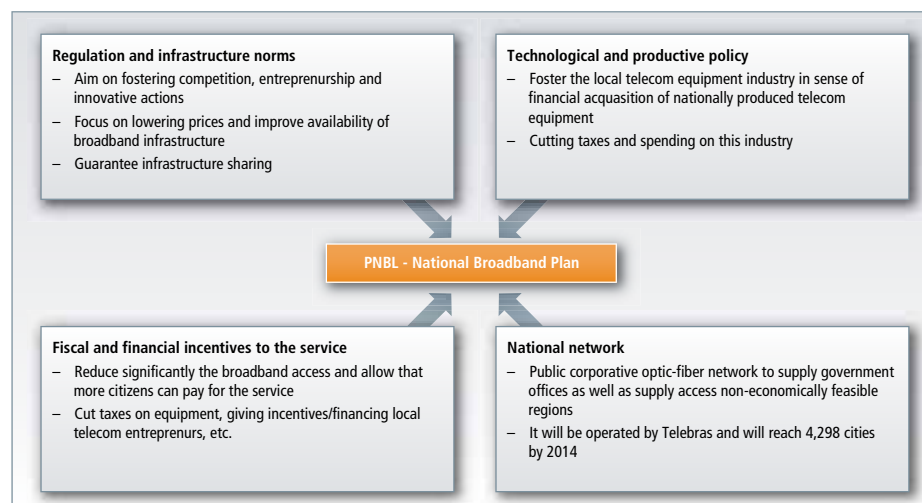 Regulation and infrastructure norms
– Aim on fostering competition, entreprenurship and
innovative actions
– Focus on lowering prices and improve availability of
broadband infrastructure
– Guarantee infrastructure sharing
Technological and productive policy
– Foster the local telecom equipment industry in sense of
financial acquasition of nationally produced telecom
equipment
– Cutting taxes and spending on this industry
PNBL - National Broadband Plan
Fiscal and financial incentives to the service
– Reduce significantly the broadband access and allow that
more citizens can pay for the service
– Cut taxes on equipment, giving incentives/financing local
telecom entreprenurs, etc.
National network
– Public corporative optic-fiber network to supply government
offices as well as supply access non-economically feasible
regions
– It will be operated by Telebras and will reach 4,298 cities
by 2014